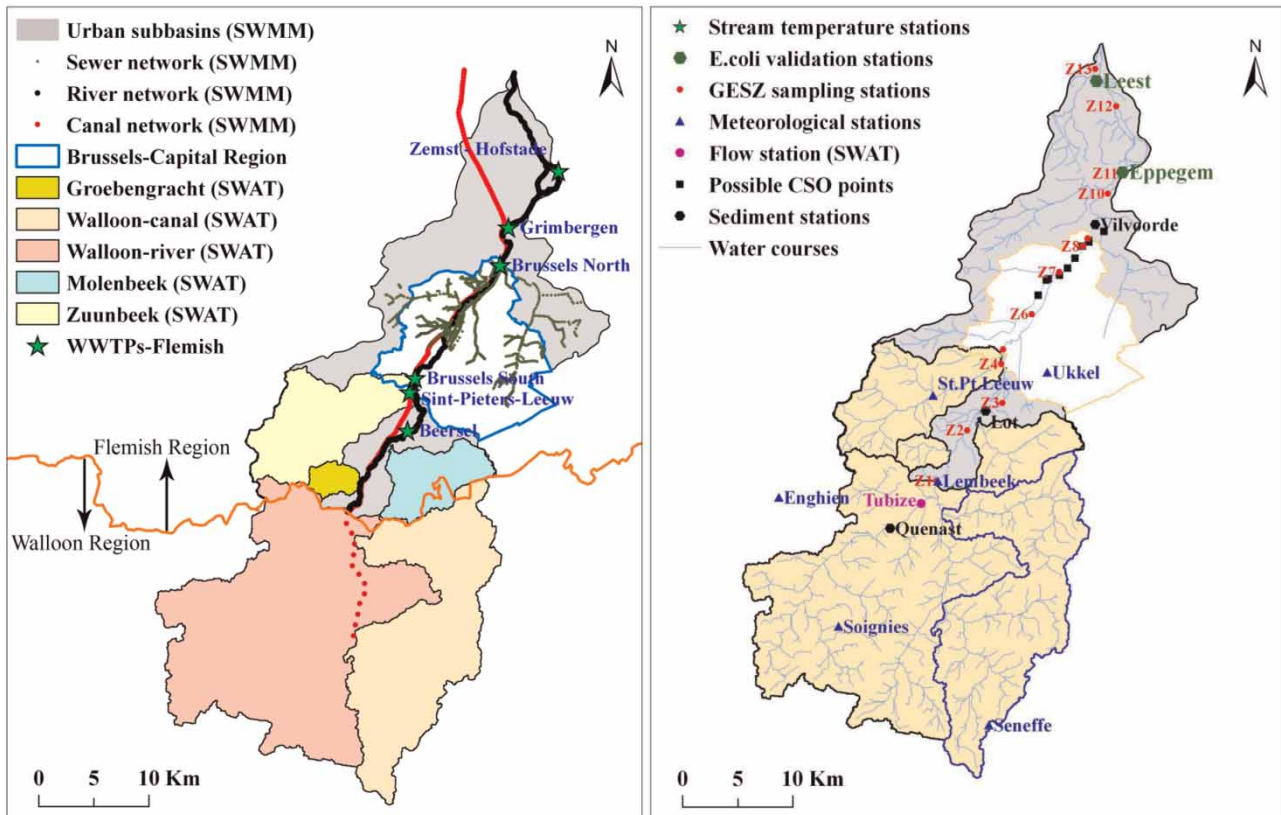 Urban subbasins (SWMM)
Sewer network (SWMM)
River network (SWMM)
Canal network (SWMM)
Brussels-Capital Region
Groebengracht (SWAT)
Walloon-canal (SWAT)
Walloon-river (SWAT)
Molenbeek (SWAT)
Zuunbeek (SWAT)
WWTPs-Flemish
N
Zemst - Hofstade
Grimbergen
Brussels North
Brussels South
Sint-Pieters-Leeuw
Beersel
Flemish Region
Walloon Region
0 5 10 Km
Stream temperature stations
E.coli validation stations
GESZ sampling stations
Meteorological stations
Flow station (SWAT)
Possible CSO points
Sediment stations
Water courses
N
Z13
Leest
Z12
Z11 Eppegem
Z10
Vilvoorde
Z8
Z7
Z6
Z4
Ukkel
St.Pt Leeuw
Z3
Lot
Z2
Z1 Lembeek
Enghien
Tubize
Quenast
Soignies
Seneffe
0 5 10 Km